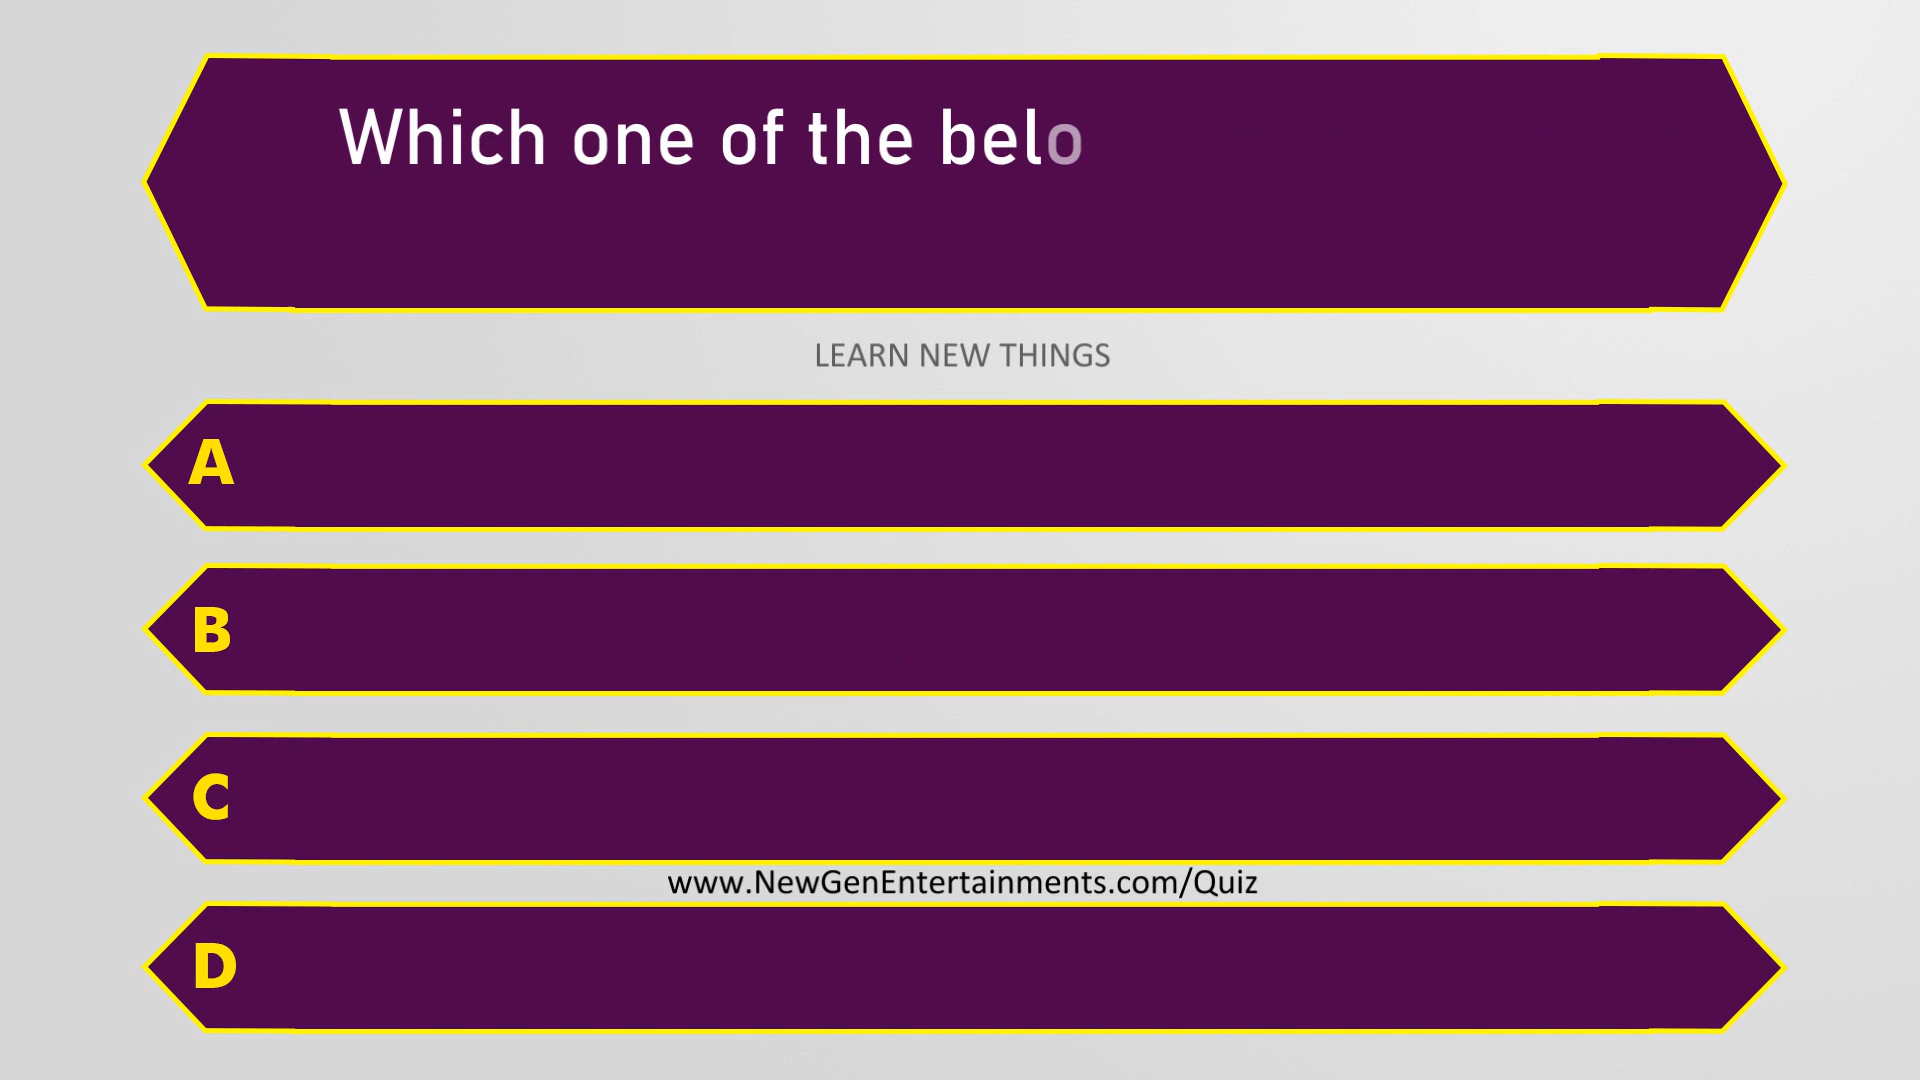 Which one of the belo
LEARN NEW THINGS
A
B
C
www.NewGenEntertainments.com/Quiz
D